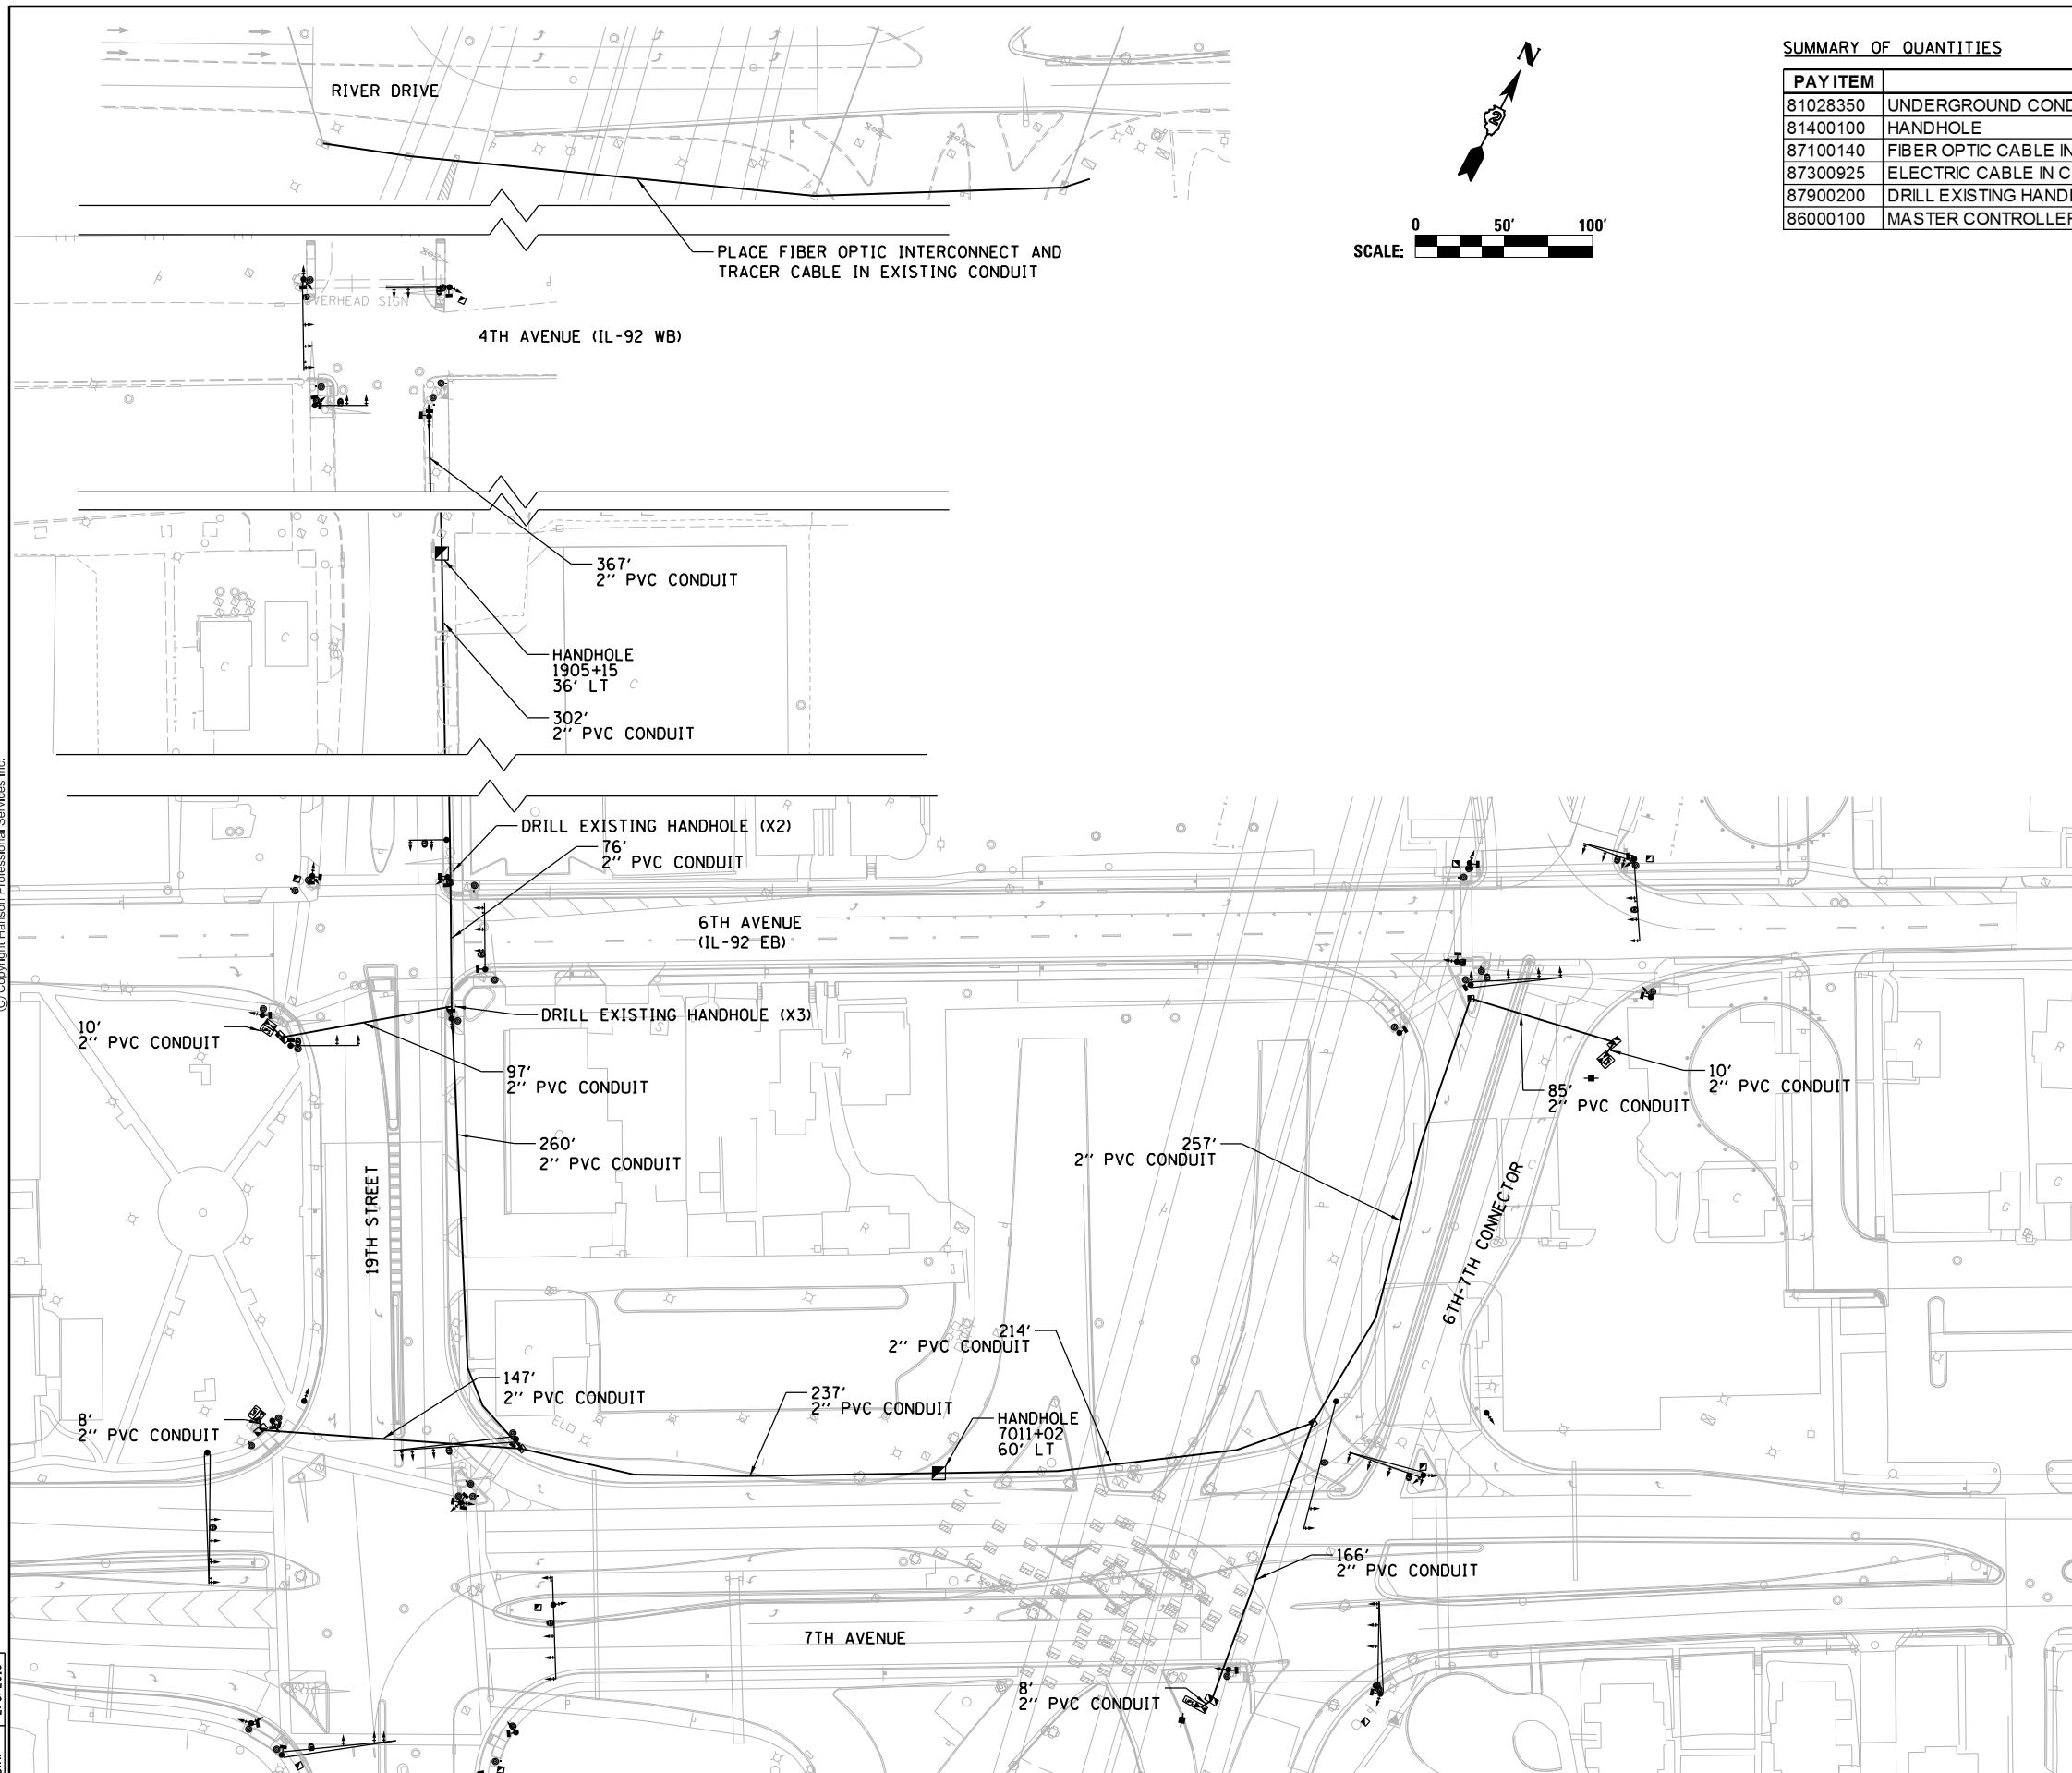 RIVER DRIVE
N
2
SCALE:
0 50' 100'
SUMMARY OF QUANTITIES
PAY ITEM
81028350 UNDERGROUND COND
81400100 HANDHOLE
87100140 FIBER OPTIC CABLE IN
87300925 ELECTRIC CABLE IN C
87900200 DRILL EXISTING HANDH
86000100 MASTER CONTROLLER
PLACE FIBER OPTIC INTERCONNECT AND
TRACER CABLE IN EXISTING CONDUIT
OVERHEAD SIGN
4TH AVENUE (IL-92 WB)
367'
2'' PVC CONDUIT
HANDHOLE
1905+15
36' LT
302'
2'' PVC CONDUIT
© Copyright Hanson Professional Services Inc.
DRILL EXISTING HANDHOLE (X2)
76'
2'' PVC CONDUIT
6TH AVENUE
(IL-92 EB)
DRILL EXISTING HANDHOLE (X3)
10'
2'' PVC CONDUIT
97'
2'' PVC CONDUIT
260'
2'' PVC CONDUIT
19TH STREET
257'
2'' PVC CONDUIT
85'
2'' PVC CONDUIT
10'
2'' PVC CONDUIT
6TH-7TH CONNECTOR
214'
2'' PVC CONDUIT
147'
2'' PVC CONDUIT
237'
2'' PVC CONDUIT
HANDHOLE
7011+02
60' LT
8'
2'' PVC CONDUIT
166'
2'' PVC CONDUIT
7TH AVENUE
8'
2'' PVC CONDUIT